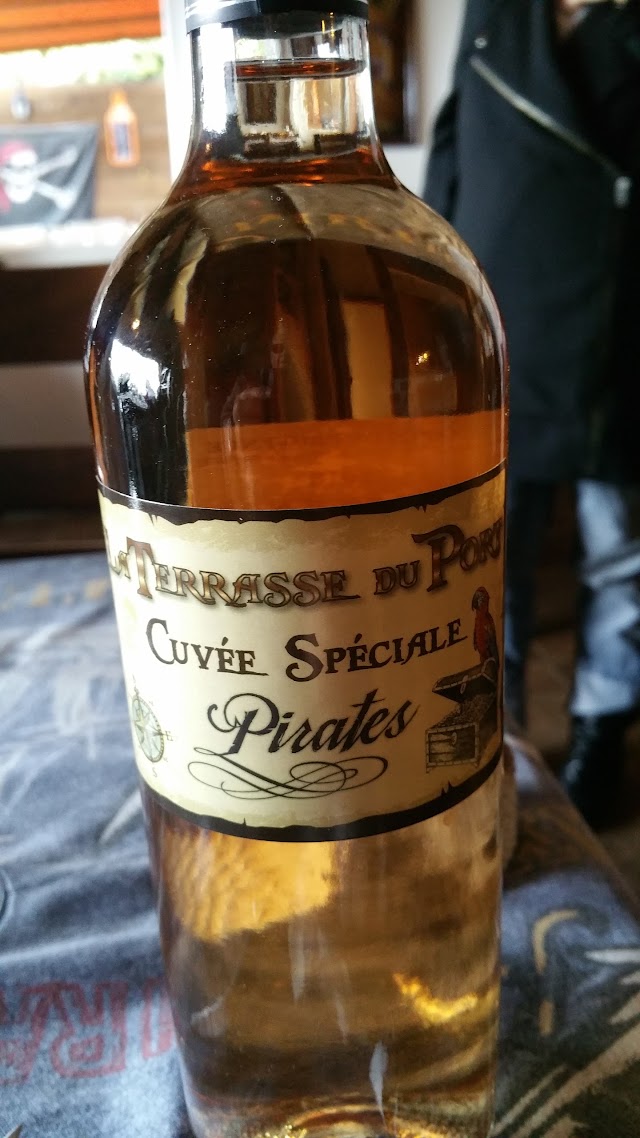 La Terrasse du Port
Cuvée Spéciale
Pirates